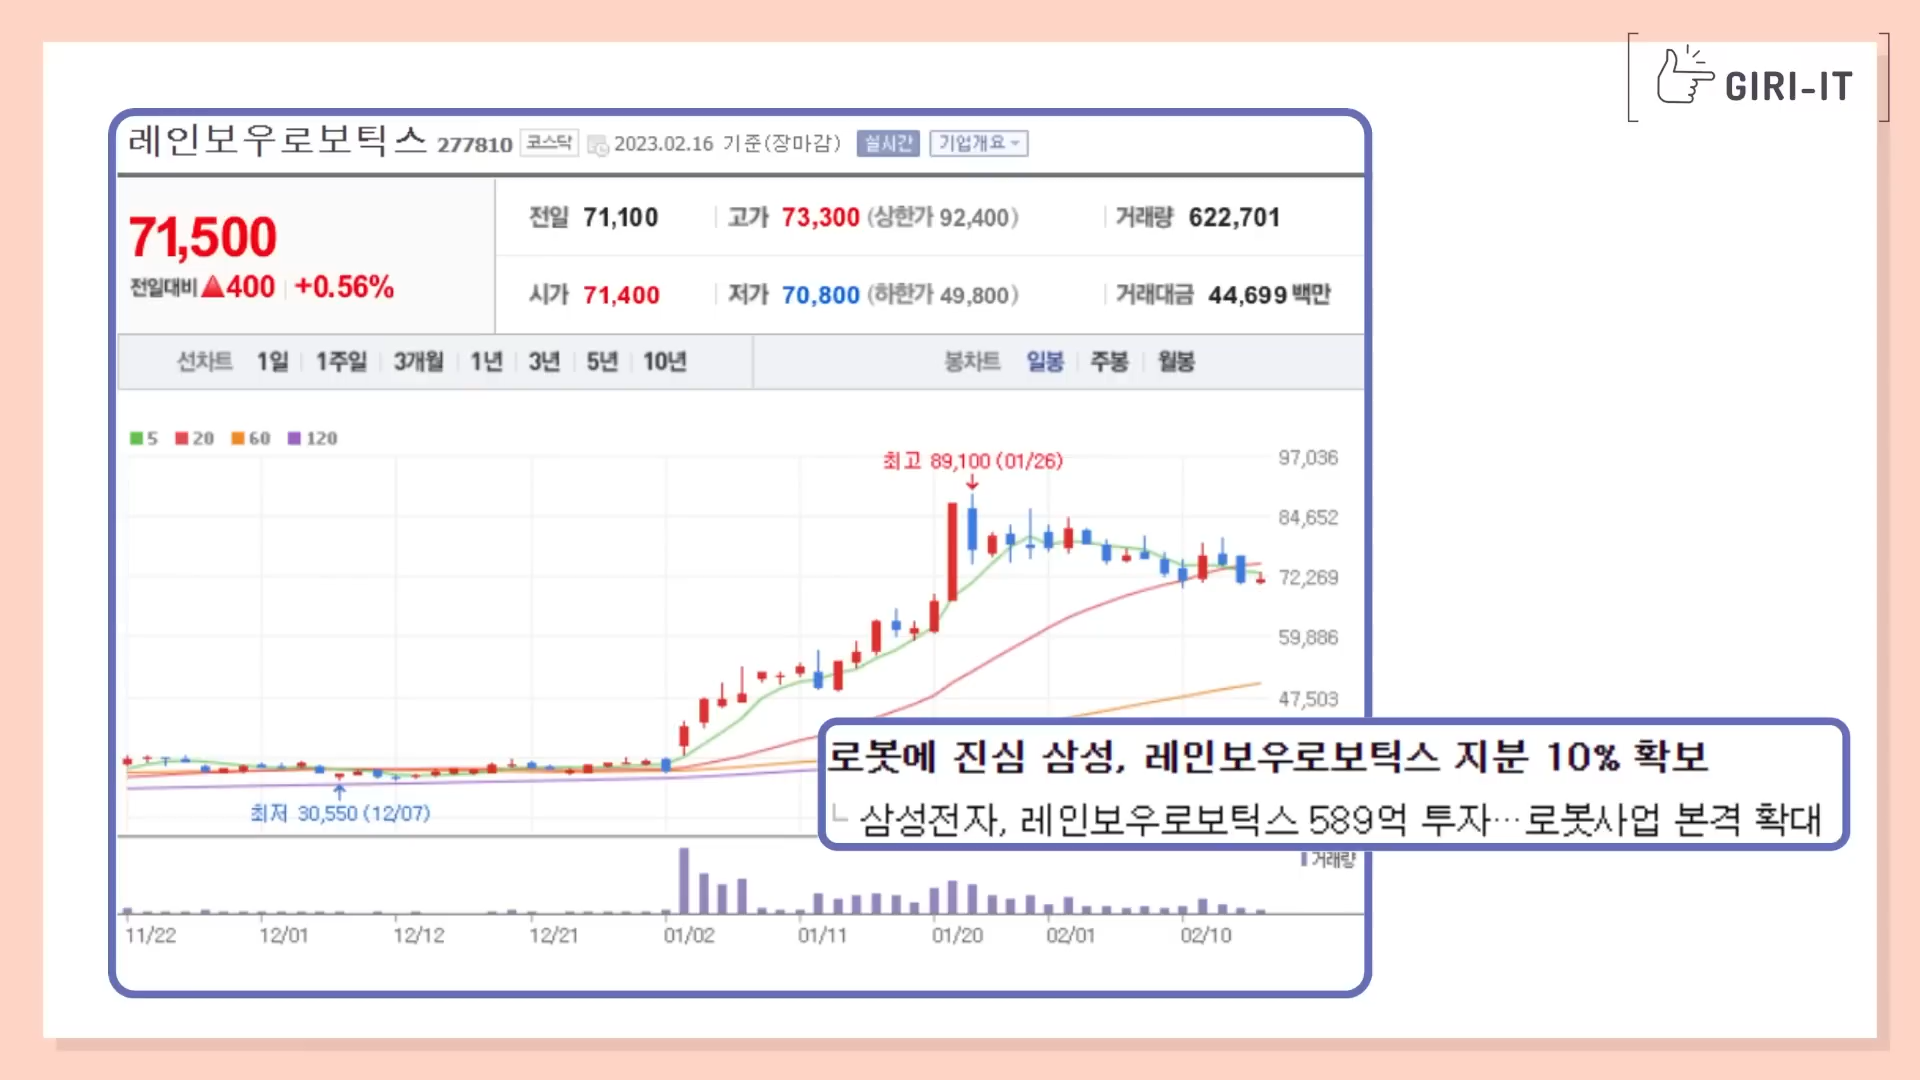 GIRI-IT
레인보우로보틱스 277810 코스닥 2023.02.16 기준(장마감) 실시간 기업개요
71,500
전일대비 ▲400 +0.56%
전일 71,100 고가 73,300 (상한가 92,400) 거래량 622,701
시가 71,400 저가 70,800 (하한가 49,800) 거래대금 44,699 백만
선차트 1일 1주일 3개월 1년 3년 5년 10년 봉차트 일봉 주봉 월봉
5 20 60 120
최고 89,100 (01/26)
97,036
84,652
72,269
59,886
47,503
최저 30,550 (12/07)
로봇에 진심 삼성, 레인보우로보틱스 지분 10% 확보
└ 삼성전자, 레인보우로보틱스 589억 투자…로봇사업 본격 확대
거래량
11/22 12/01 12/12 12/21 01/02 01/11 01/20 02/01 02/10